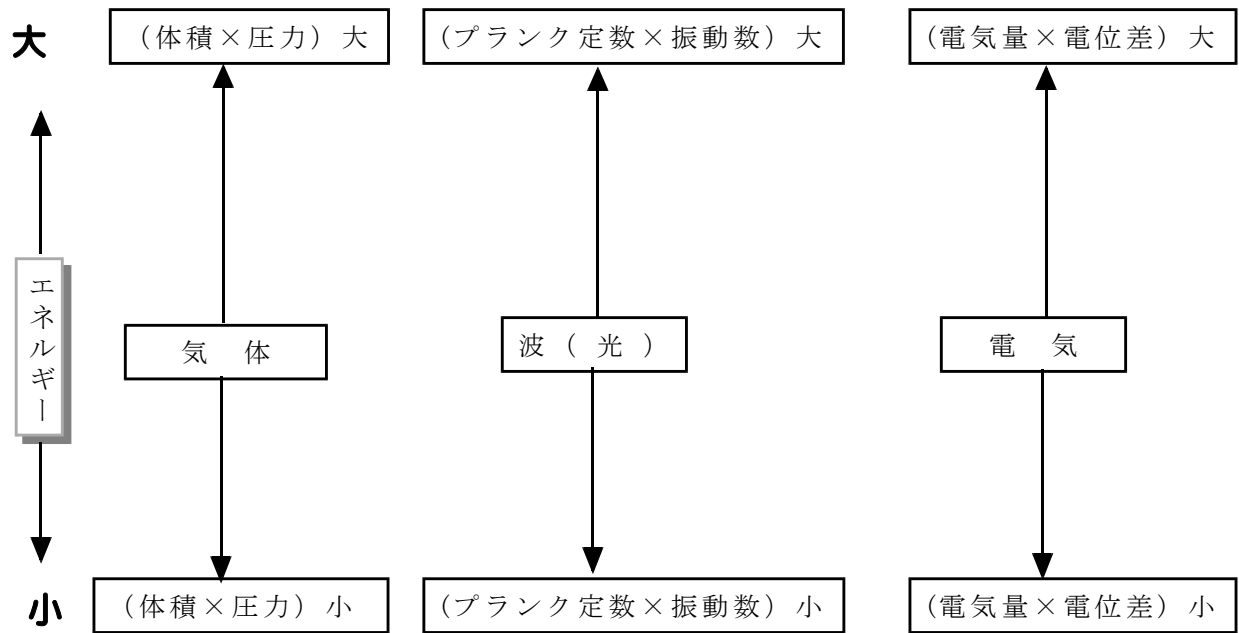 大
(体積×圧力)大
(プランク定数×振動数)大
(電気量×電位差)大
エネルギー
気 体
波(光)
電 気
小
(体積×圧力)小
(プランク定数×振動数)小
(電気量×電位差)小